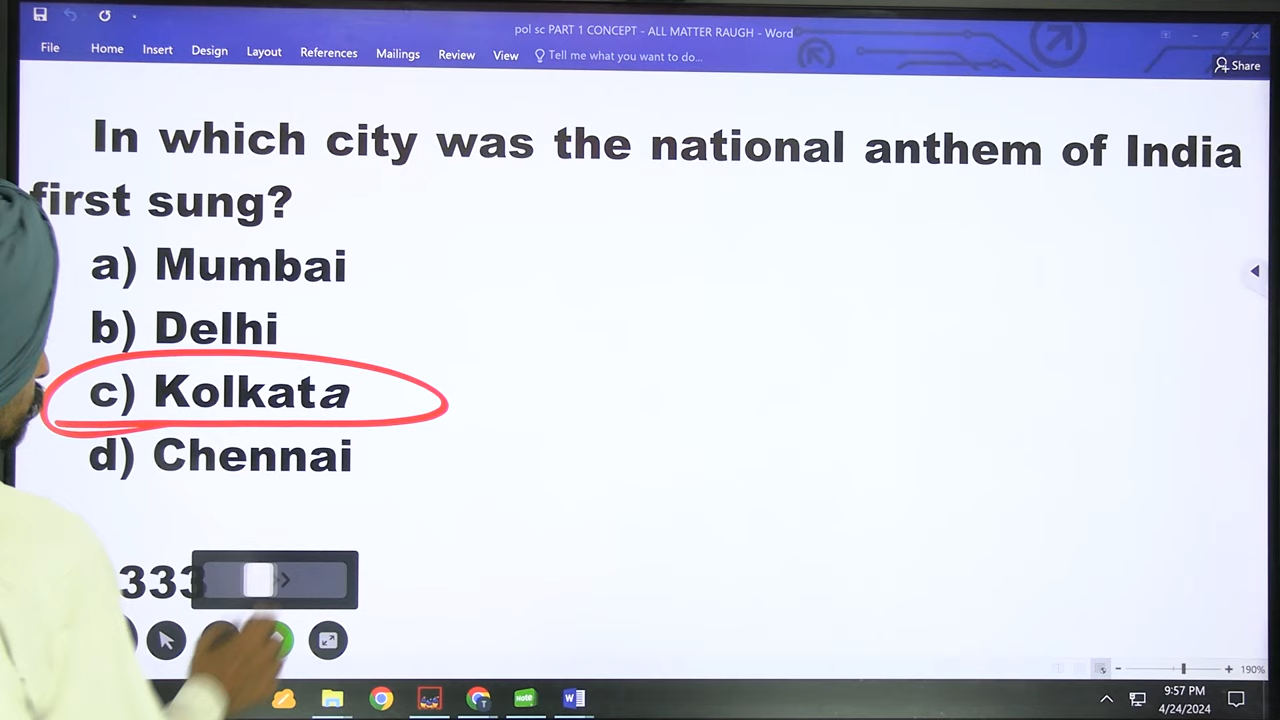 pol sc PART 1 CONCEPT - ALL MATTER RAUGH - Word
File Home Insert Design Layout References Mailings Review View Tell me what you want to do... Share
In which city was the national anthem of India
first sung?
a) Mumbai
b) Delhi
c) Kolkata
d) Chennai
333
190%
Note
T
W
9:57 PM
4/24/2024